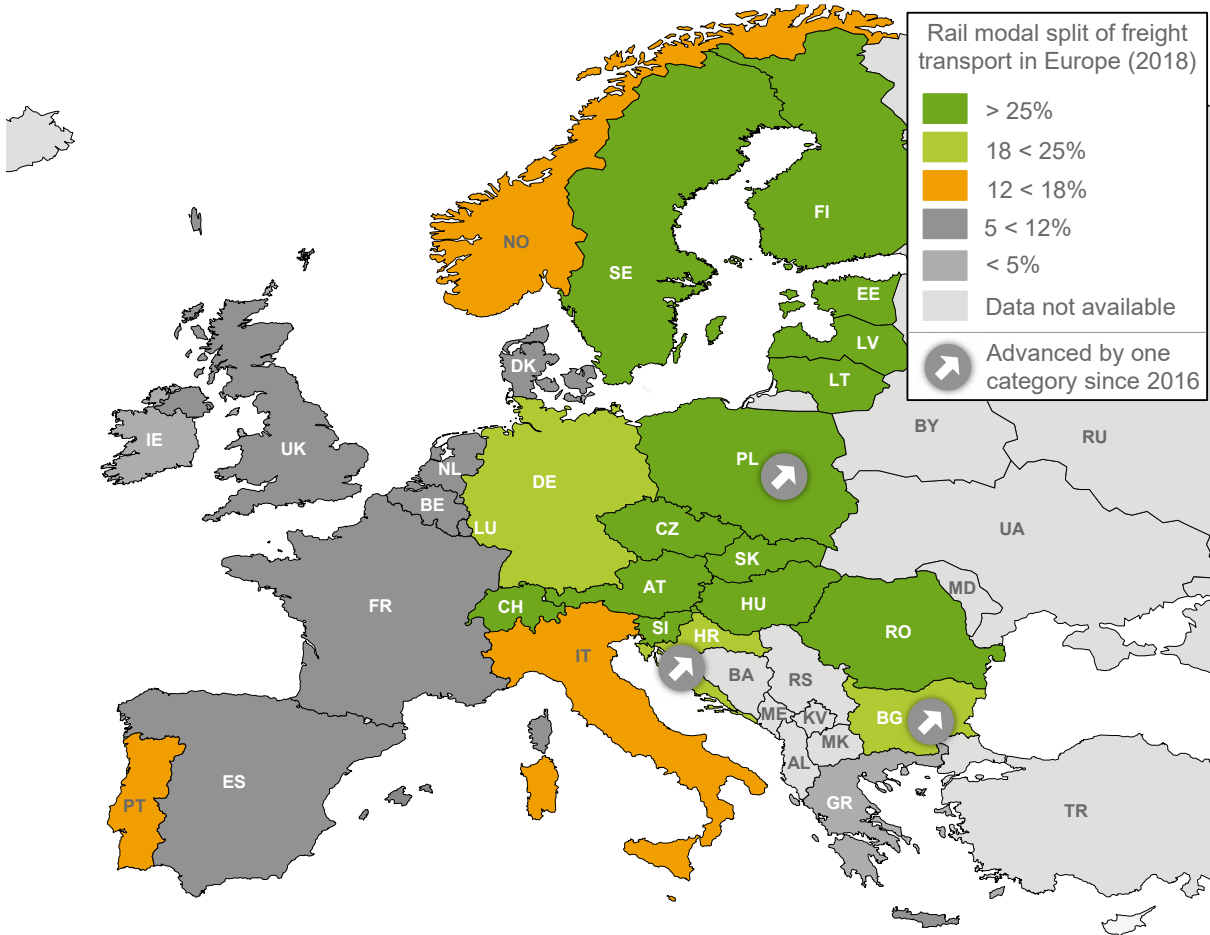 Rail modal split of freight
transport in Europe (2018)
> 25%
18 < 25%
12 < 18%
5 < 12%
< 5%
Data not available
Advanced by one
category since 2016
NO
FI
SE
EE
LV
LT
DK
IE
UK
NL
BE
LU
DE
PL
BY
RU
CZ
SK
UA
MD
AT
HU
CH
FR
SI
HR
RO
IT
BA
RS
ME
KV
BG
MK
AL
PT
ES
GR
TR